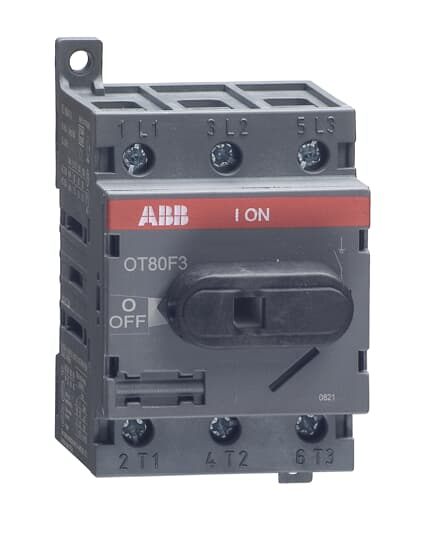 1 L1 3 L2 5 L3
ABB I ON
OT80F3
O
OFF
0821
2 T1 4 T2 6 T3